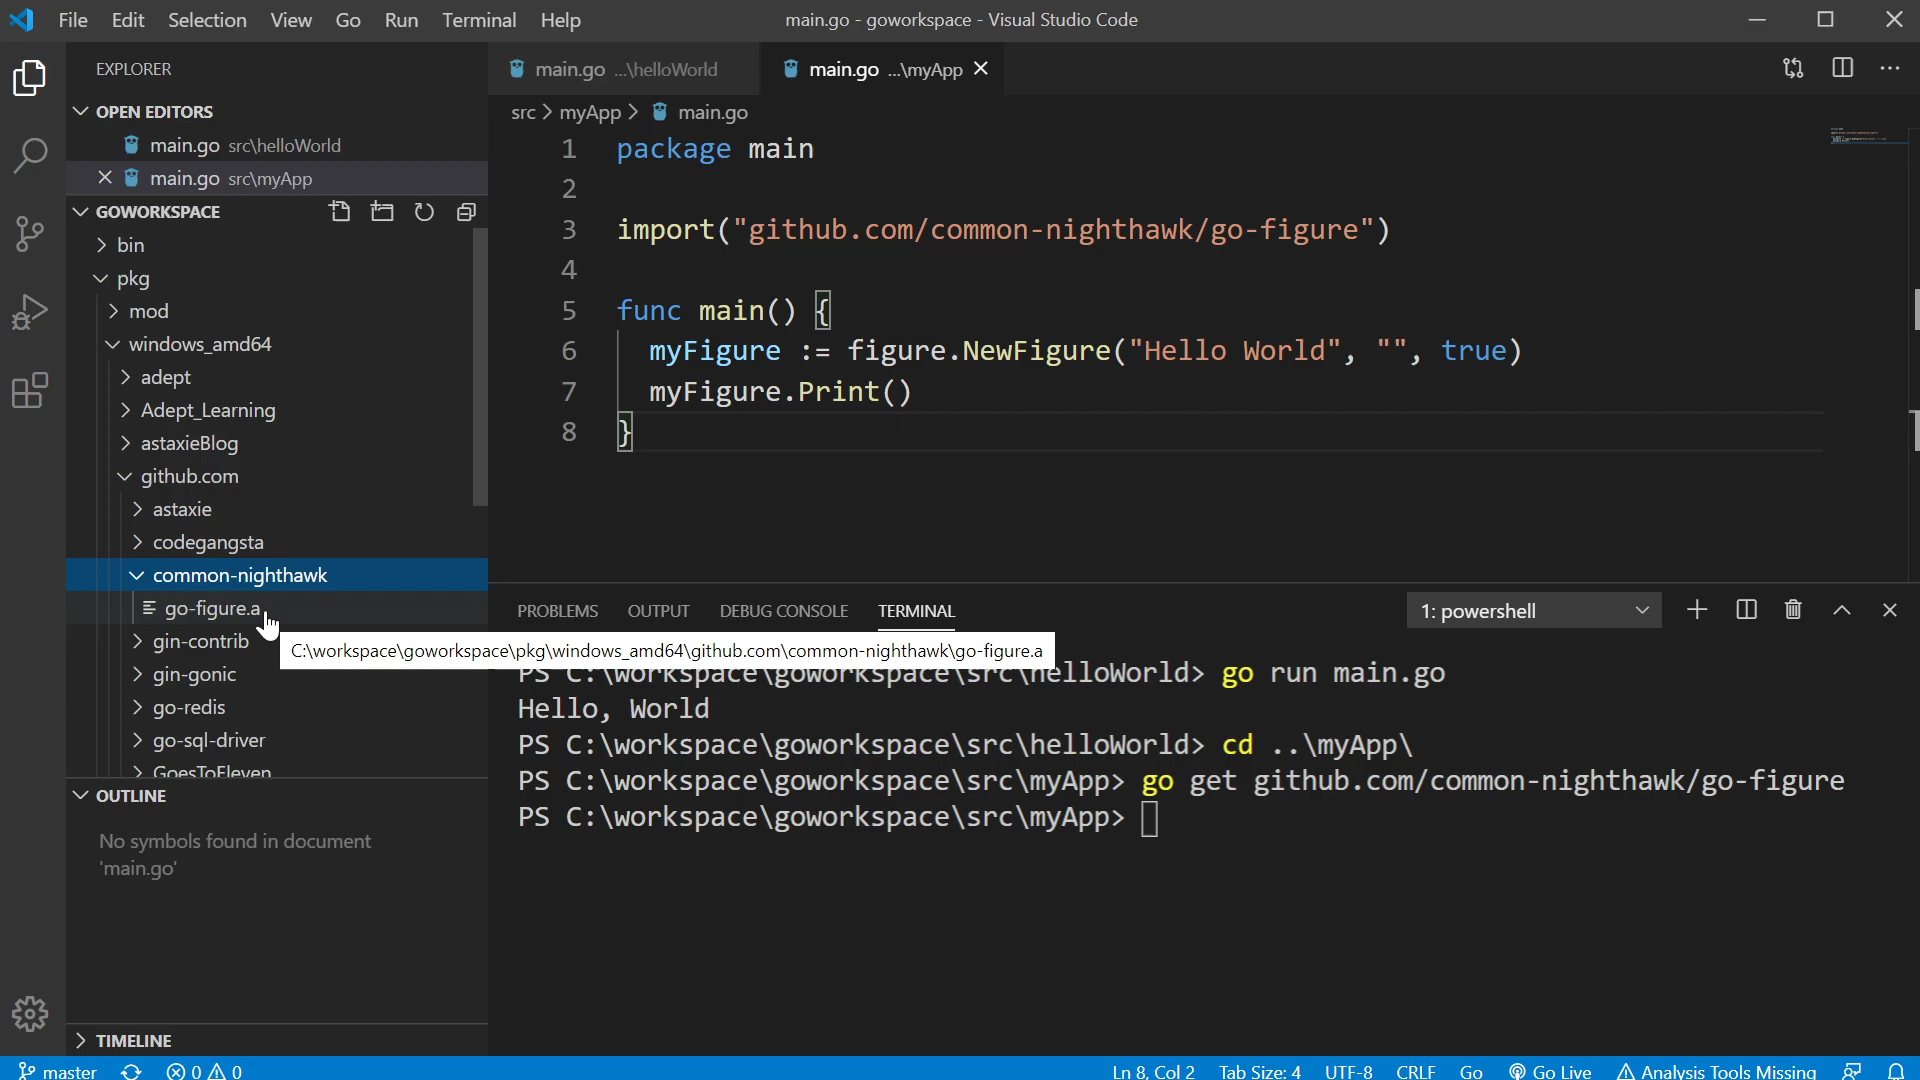 File Edit Selection View Go Run Terminal Help
main.go - goworkspace - Visual Studio Code
EXPLORER
OPEN EDITORS
main.go src\helloWorld
main.go src\myApp
GOWORKSPACE
bin
pkg
mod
windows_amd64
adept
Adept_Learning
astaxieBlog
github.com
astaxie
codegangsta
common-nighthawk
go-figure.a
gin-contrib
gin-gonic
go-redis
go-sql-driver
GoesToEleven
OUTLINE
No symbols found in document
'main.go'
TIMELINE
main.go ...\helloWorld
main.go ...\myApp
src > myApp > main.go
1 package main
2
3 import("github.com/common-nighthawk/go-figure")
4
5 func main() {
6 myFigure := figure.NewFigure("Hello World", "", true)
7 myFigure.Print()
8 }
PROBLEMS OUTPUT DEBUG CONSOLE TERMINAL
1: powershell
C:\workspace\goworkspace\pkg\windows_amd64\github.com\common-nighthawk\go-figure.a
PS C:\workspace\goworkspace\src\helloWorld> go run main.go
Hello, World
PS C:\workspace\goworkspace\src\helloWorld> cd ..\myApp\
PS C:\workspace\goworkspace\src\myApp> go get github.com/common-nighthawk/go-figure
PS C:\workspace\goworkspace\src\myApp>
master 0 0
Ln 8, Col 2 Tab Size: 4 UTF-8 CRLF Go Go Live Analysis Tools Missing